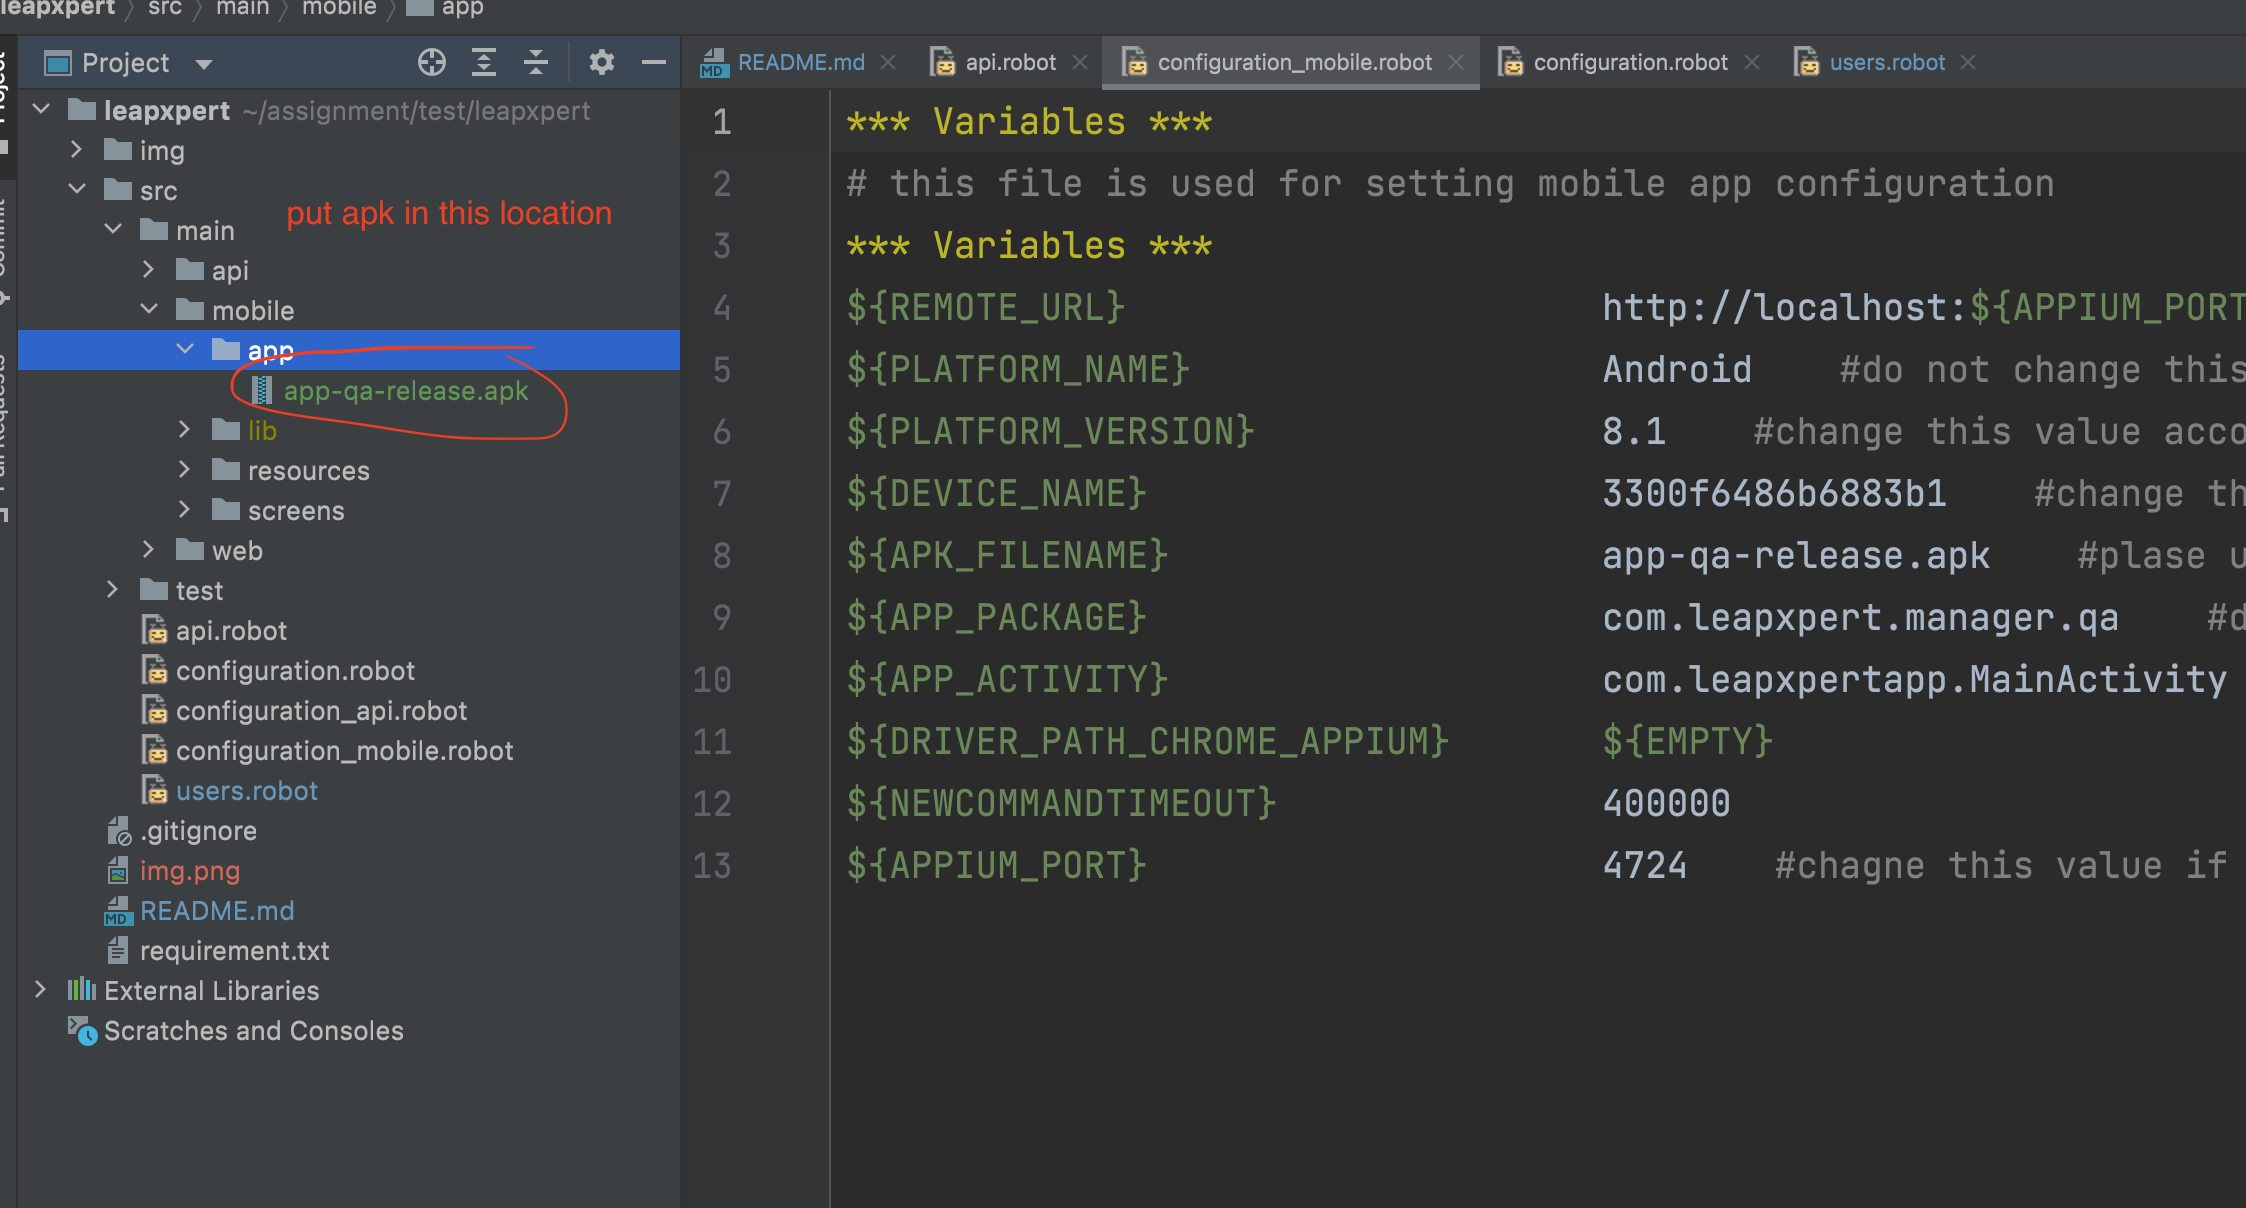 leapxpert src main mobile app
Project
README.md api.robot configuration_mobile.robot configuration.robot users.robot
leapxpert ~/assignment/test/leapxpert
img
src
put apk in this location
main
api
mobile
app
app-qa-release.apk
lib
resources
screens
web
test
api.robot
configuration.robot
configuration_api.robot
configuration_mobile.robot
users.robot
.gitignore
img.png
MD README.md
requirement.txt
External Libraries
Scratches and Consoles
1 *** Variables ***
2 # this file is used for setting mobile app configuration
3 *** Variables ***
4 ${REMOTE_URL} http://localhost:${APPIUM_PORT
5 ${PLATFORM_NAME} Android #do not change this
6 ${PLATFORM_VERSION} 8.1 #change this value acco
7 ${DEVICE_NAME} 3300f6486b6883b1 #change th
8 ${APK_FILENAME} app-qa-release.apk #plase u
9 ${APP_PACKAGE} com.leapxpert.manager.qa #d
10 ${APP_ACTIVITY} com.leapxpertapp.MainActivity
11 ${DRIVER_PATH_CHROME_APPIUM} ${EMPTY}
12 ${NEWCOMMANDTIMEOUT} 400000
13 ${APPIUM_PORT} 4724 #chagne this value if